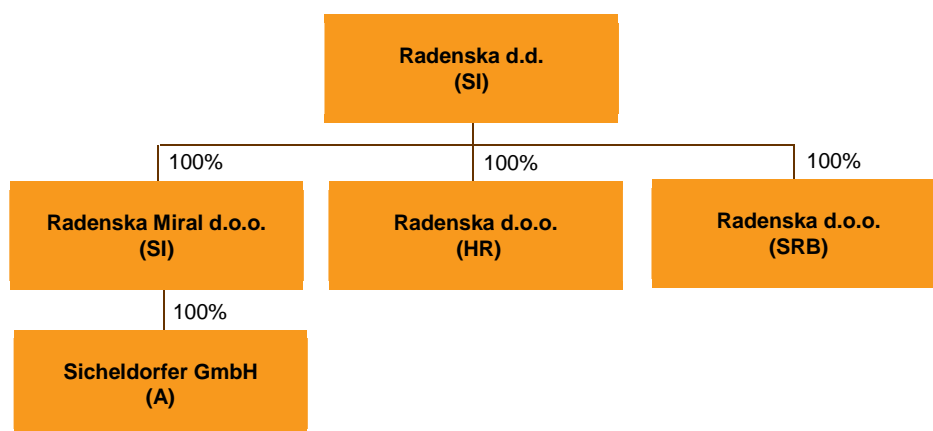 Radenska d.d.
(SI)
100%
100%
100%
Radenska Miral d.o.o.
(SI)
Radenska d.o.o.
(HR)
Radenska d.o.o.
(SRB)
100%
Sicheldorfer GmbH
(A)